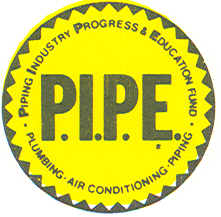 PIPING INDUSTRY PROGRESS & EDUCATION FUND
P.I.P.E.
PLUMBING · AIR CONDITIONING · PIPING